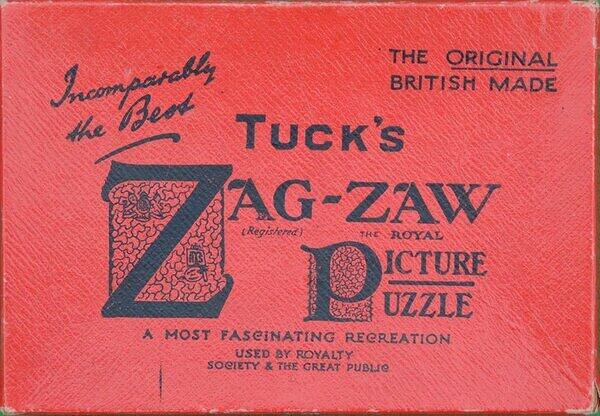 Incomparably
the Best
THE ORIGINAL
BRITISH MADE
TUCK'S
ZAG-ZAW
(Registered)
THE ROYAL
PICTURE
PUZZLE
A MOST FASCINATING RECREATION
USED BY ROYALTY
SOCIETY & THE GREAT PUBLIC